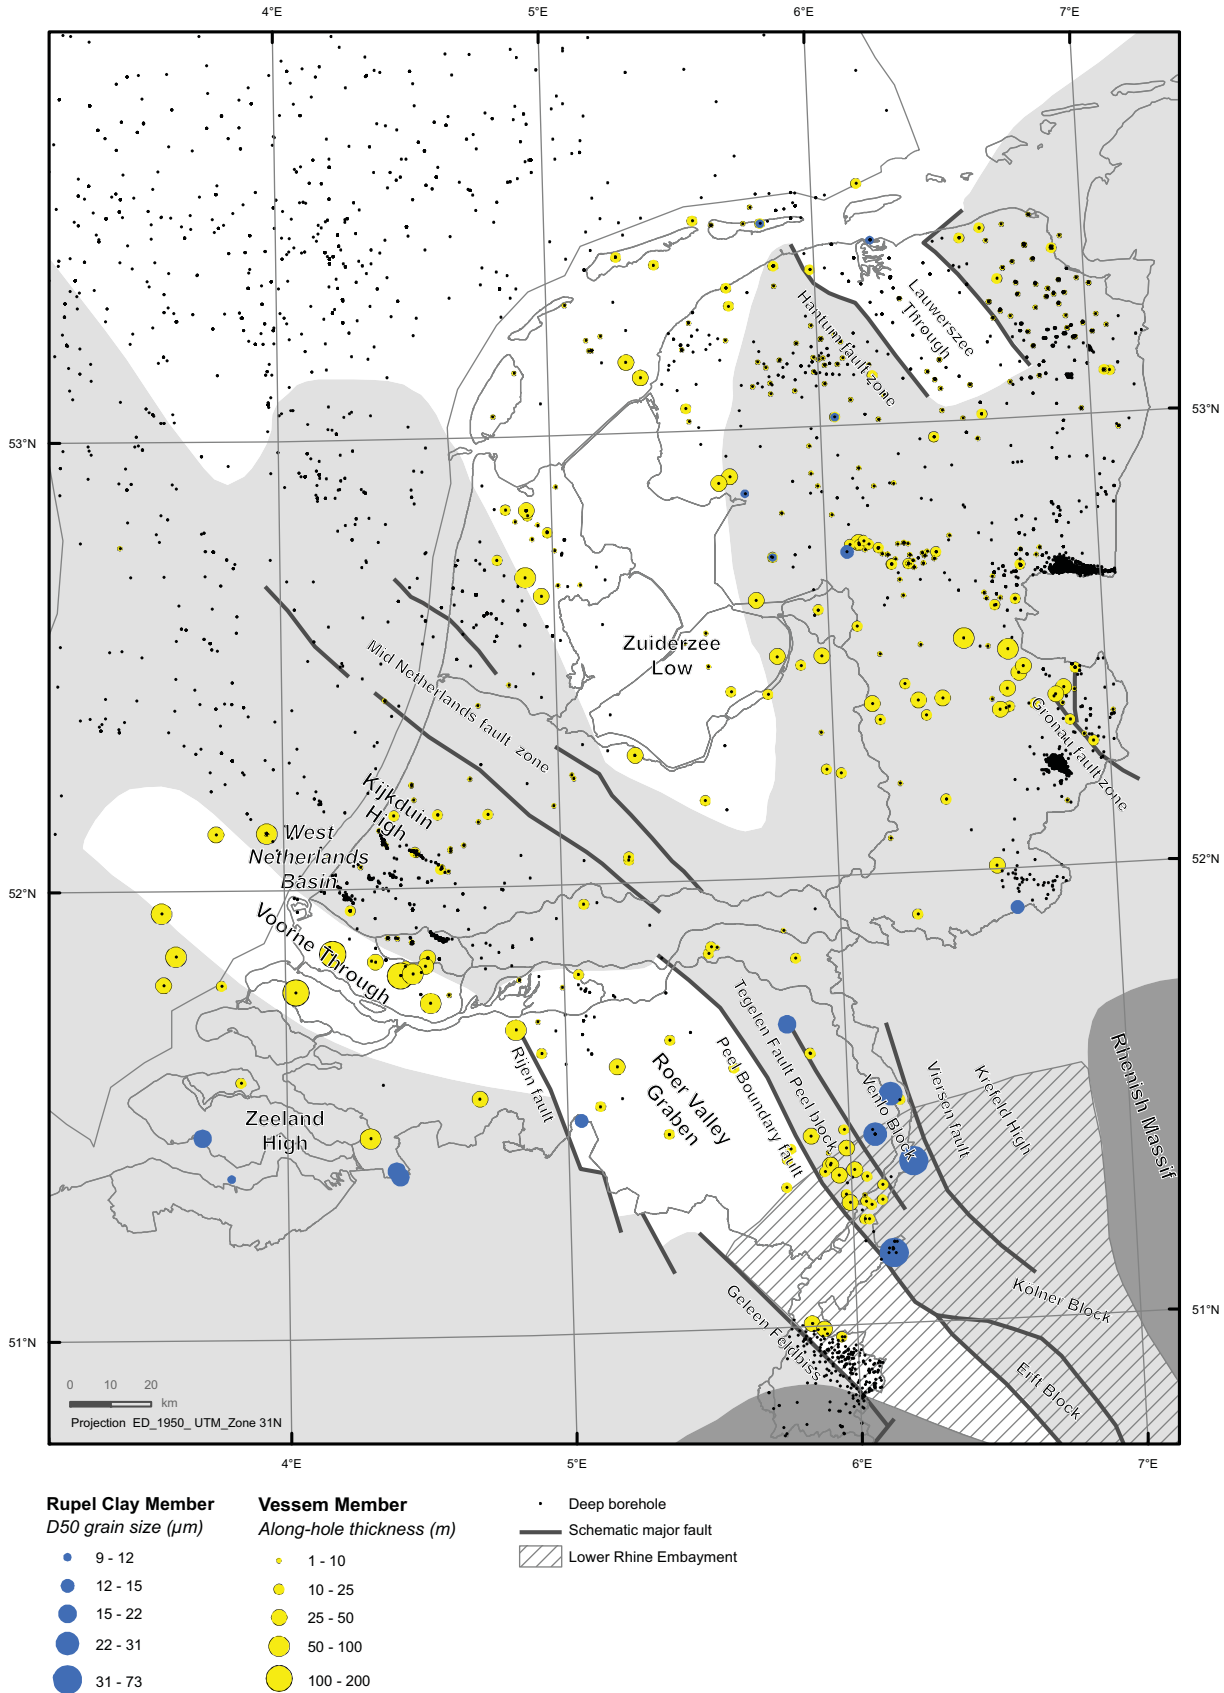 4°E 5°E 6°E 7°E
53°N 53°N
52°N 52°N
51°N 51°N
4°E 5°E 6°E 7°E
Lauwerszee
Through
Hantum fault zone
Zuiderzee
Low
Mid Netherlands fault zone
Gronau fault zone
Kijkduin
High
West
Netherlands
Basin
Voorne Through
Rijen fault
Roer Valley
Graben
Peel Boundary fault
Tegelen Fault
Peel block
Venlo Block
Viersen fault
Krefeld High
Rhenish Massif
Zeeland
High
Geleen Feldbiss
Kölner Block
Erft Block
0 10 20
km
Projection ED_1950_UTM_Zone 31N
Rupel Clay Member
D50 grain size (µm)
9 - 12
12 - 15
15 - 22
22 - 31
31 - 73
Vessem Member
Along-hole thickness (m)
1 - 10
10 - 25
25 - 50
50 - 100
100 - 200
Deep borehole
Schematic major fault
Lower Rhine Embayment